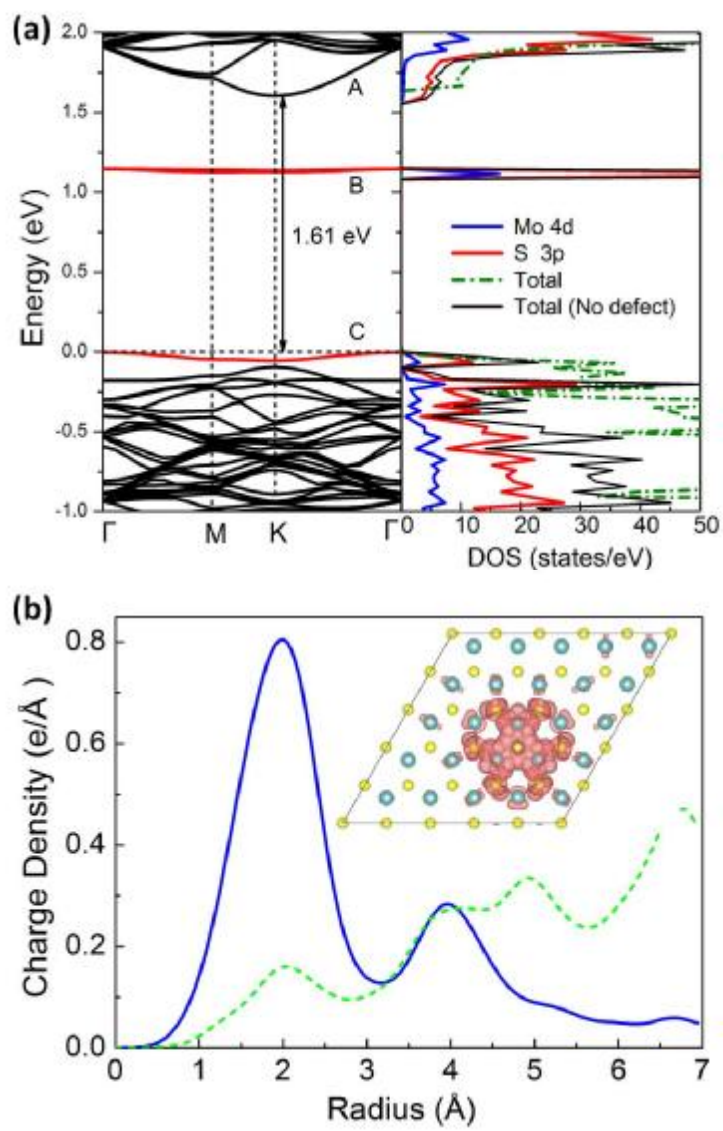 (a)
2.0
1.5
1.0
0.5
0.0
-0.5
-1.0
Energy (eV)
A
B
1.61 eV
C
Γ M K Γ
Mo 4d
S 3p
Total
Total (No defect)
0 10 20 30 40 50
DOS (states/eV)
(b)
0.8
0.6
0.4
0.2
0.0
Charge Density (e/Å)
0 1 2 3 4 5 6 7
Radius (Å)